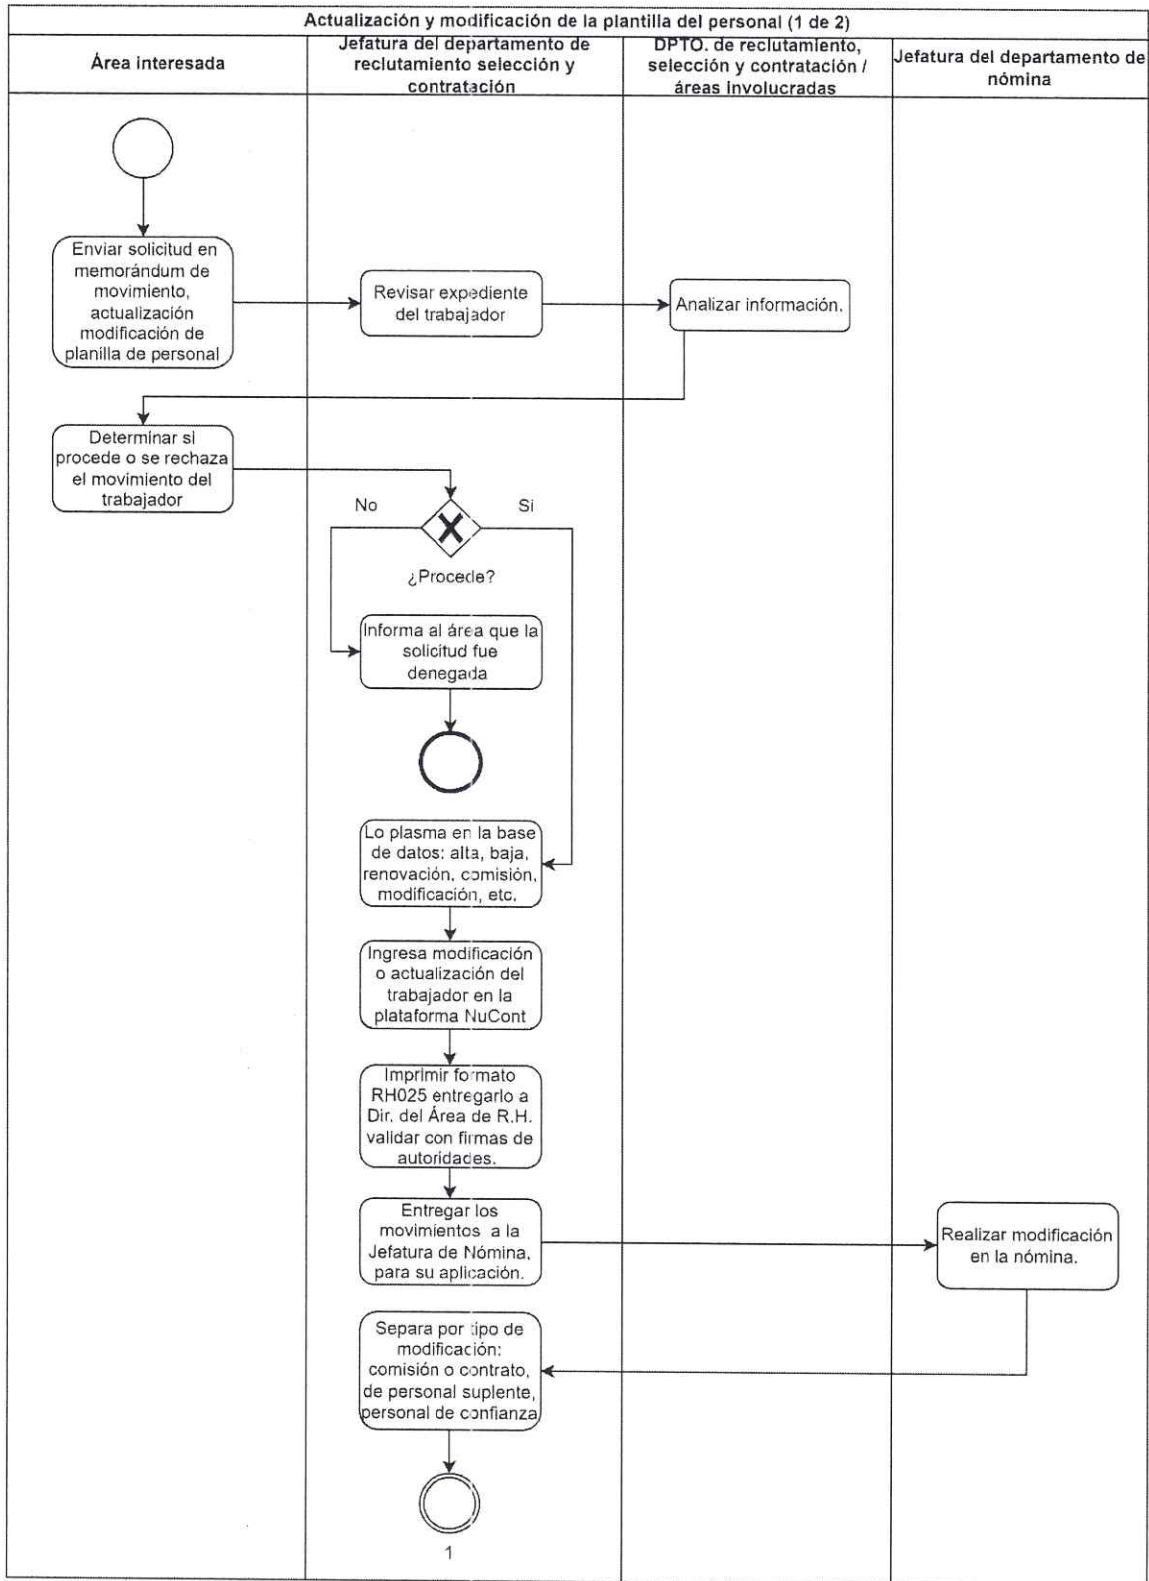 Actualización y modificación de la plantilla del personal (1 de 2)
Área interesada
Jefatura del departamento de
reclutamiento selección y
contratación
DPTO. de reclutamiento,
selección y contratación /
áreas involucradas
Jefatura del departamento de
nómina
Enviar solicitud en
memorándum de
movimiento,
actualización
modificación de
planilla de personal
Revisar expediente
del trabajador
Analizar información.
Determinar si
procede o se rechaza
el movimiento del
trabajador
No
Si
¿Procede?
Informa al área que la
solicitud fue
denegada
Lo plasma en la base
de datos: alta, baja,
renovación, comisión,
modificación, etc.
Ingresa modificación
o actualización del
trabajador en la
plataforma NuCont
Imprimir formato
RH025 entregarlo a
Dir. del Área de R.H.
validar con firmas de
autoridades.
Entregar los
movimientos a la
Jefatura de Nómina,
para su aplicación.
Realizar modificación
en la nómina.
Separa por tipo de
modificación:
comisión o contrato,
de personal suplente,
personal de confianza
1